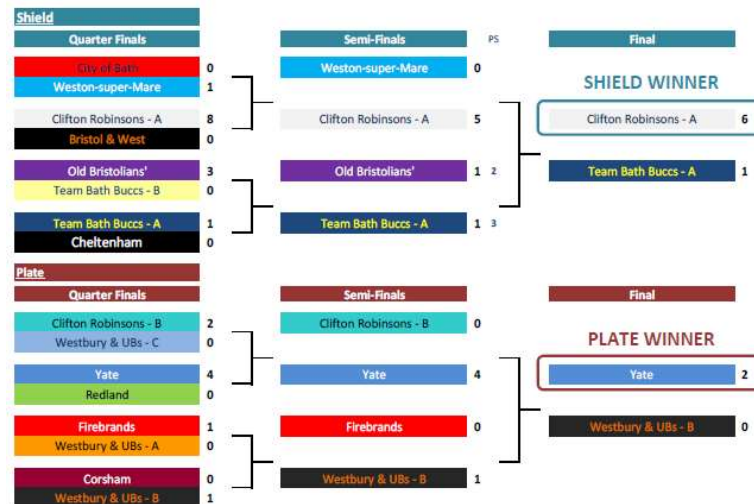 Shield
Quarter Finals Semi-Finals PS Final
City of Bath 0 Weston-super-Mare 0
Weston-super-Mare 1 SHIELD WINNER
Clifton Robinsons - A 8 Clifton Robinsons - A 5 Clifton Robinsons - A 6
Bristol & West 0
Old Bristolians' 3 Old Bristolians' 1 2 Team Bath Buccs - A 1
Team Bath Buccs - B 0
Team Bath Buccs - A 1 Team Bath Buccs - A 1 3
Cheltenham 0
Plate
Quarter Finals Semi-Finals Final
Clifton Robinsons - B 2 Clifton Robinsons - B 0
Westbury & UBs - C 0 PLATE WINNER
Yate 4 Yate 4 Yate 2
Redland 0
Firebrands 1 Firebrands 0 Westbury & UBs - B 0
Westbury & UBs - A 0
Corsham 0 Westbury & UBs - B 1
Westbury & UBs - B 1